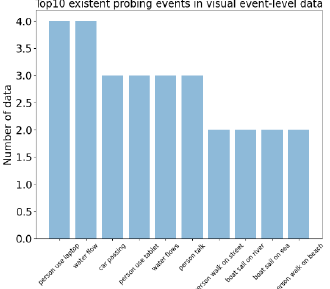 Top10 existent probing events in visual event-level data
Number of data
4.0
3.5
3.0
2.5
2.0
1.5
1.0
0.5
0.0
person use laptop
water flow
car passing
person use tablet
water flows
person talk
person walk on street
boat sail on river
boat sail on sea
person walk on beach